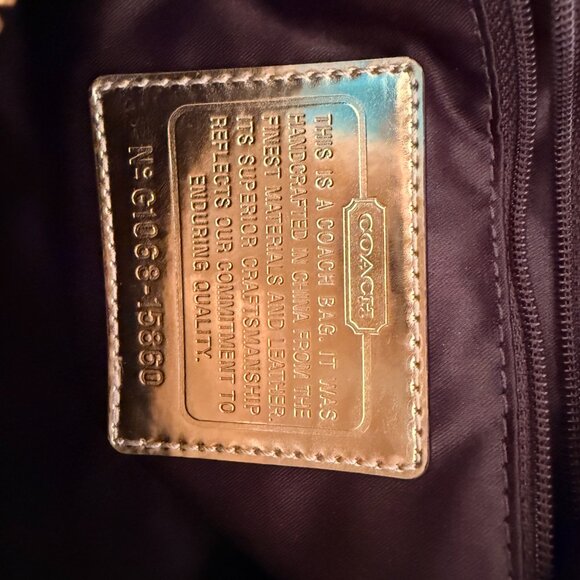 COACH
THIS IS A COACH BAG. IT WAS
HANDCRAFTED IN CHINA FROM THE
FINEST MATERIALS AND LEATHER.
ITS SUPERIOR CRAFTSMANSHIP
REFLECTS OUR COMMITMENT TO
ENDURING QUALITY.
Nº C1068-15860